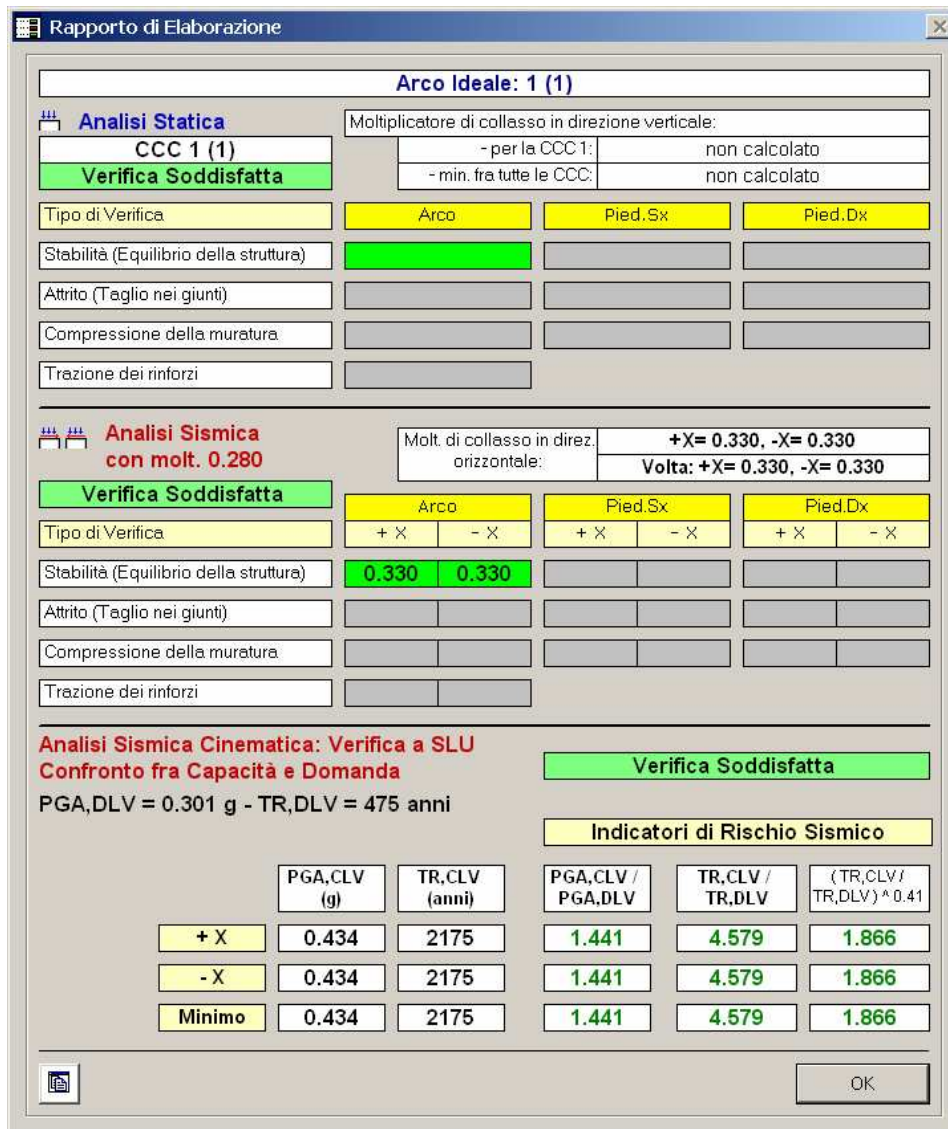 Rapporto di Elaborazione
Arco Ideale: 1 (1)
Analisi Statica
CCC 1 (1)
Verifica Soddisfatta
Moltiplicatore di collasso in direzione verticale:
- per la CCC 1: non calcolato
- min. fra tutte le CCC: non calcolato
Tipo di Verifica Arco Pied.Sx Pied.Dx
Stabilità (Equilibrio della struttura)
Attrito (Taglio nei giunti)
Compressione della muratura
Trazione dei rinforzi
Analisi Sismica
con molt. 0.280
Verifica Soddisfatta
Molt. di collasso in direz.
orizzontale:
+X= 0.330, -X= 0.330
Volta: +X= 0.330, -X= 0.330
Arco Pied.Sx Pied.Dx
Tipo di Verifica + X - X + X - X + X - X
Stabilità (Equilibrio della struttura) 0.330 0.330
Attrito (Taglio nei giunti)
Compressione della muratura
Trazione dei rinforzi
Analisi Sismica Cinematica: Verifica a SLU
Confronto fra Capacità e Domanda
Verifica Soddisfatta
PGA,DLV = 0.301 g - TR,DLV = 475 anni
Indicatori di Rischio Sismico
PGA,CLV
(g)
TR,CLV
(anni)
PGA,CLV /
PGA,DLV
TR,CLV /
TR,DLV
(TR,CLV /
TR,DLV) ^ 0.41
+ X 0.434 2175 1.441 4.579 1.866
- X 0.434 2175 1.441 4.579 1.866
Minimo 0.434 2175 1.441 4.579 1.866
OK